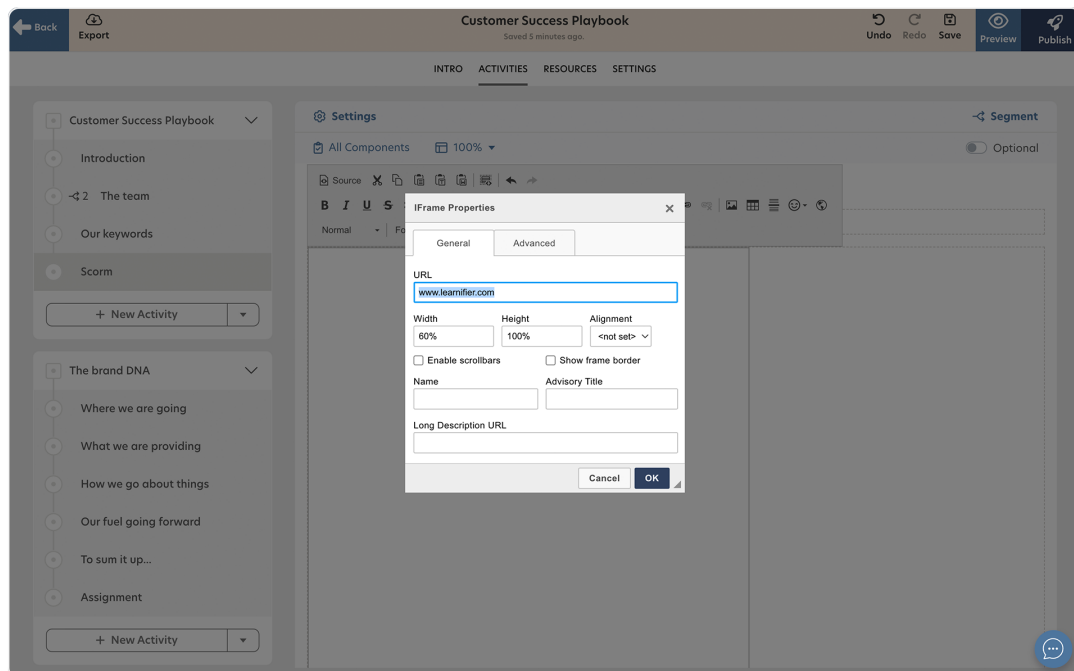 Back
Export
Customer Success Playbook
Saved 5 minutes ago.
Undo
Redo
Save
Preview
Publish
INTRO
ACTIVITIES
RESOURCES
SETTINGS
Customer Success Playbook
Introduction
2 The team
Our keywords
Scorm
+ New Activity
The brand DNA
Where we are going
What we are providing
How we go about things
Our fuel going forward
To sum it up...
Assignment
+ New Activity
Settings
Segment
All Components
100%
Optional
Source
B I U S
Normal
Fo
IFrame Properties
General
Advanced
URL
www.learnifier.com
Width
Height
Alignment
60%
100%
<not set>
Enable scrollbars
Show frame border
Name
Advisory Title
Long Description URL
Cancel
OK